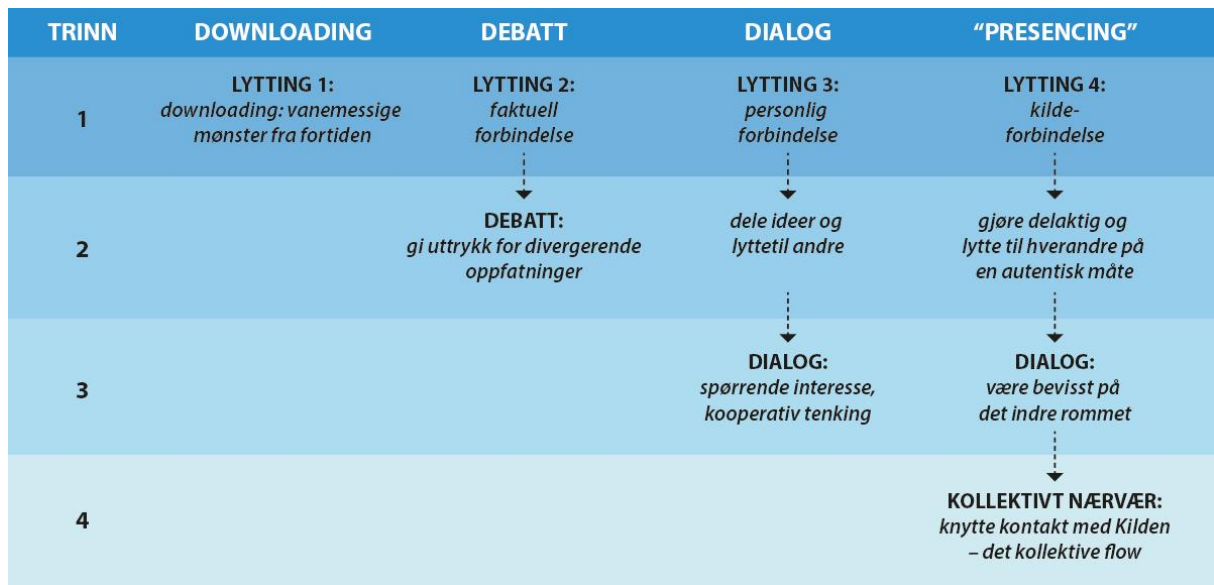 TRINN DOWNLOADING DEBATT DIALOG “PRESENCING”
1
LYTTING 1:
downloading: vanemessige
mønster fra fortiden
LYTTING 2:
faktuell
forbindelse
LYTTING 3:
personlig
forbindelse
LYTTING 4:
kilde-
forbindelse
2
DEBATT:
gi uttrykk for divergerende
oppfatninger
dele ideer og
lyttetil andre
gjøre delaktig og
lytte til hverandre på
en autentisk måte
3
DIALOG:
spørrende interesse,
kooperativ tenking
DIALOG:
være bevisst på
det indre rommet
4
KOLLEKTIVT NÆRVÆR:
knytte kontakt med Kilden
– det kollektive flow